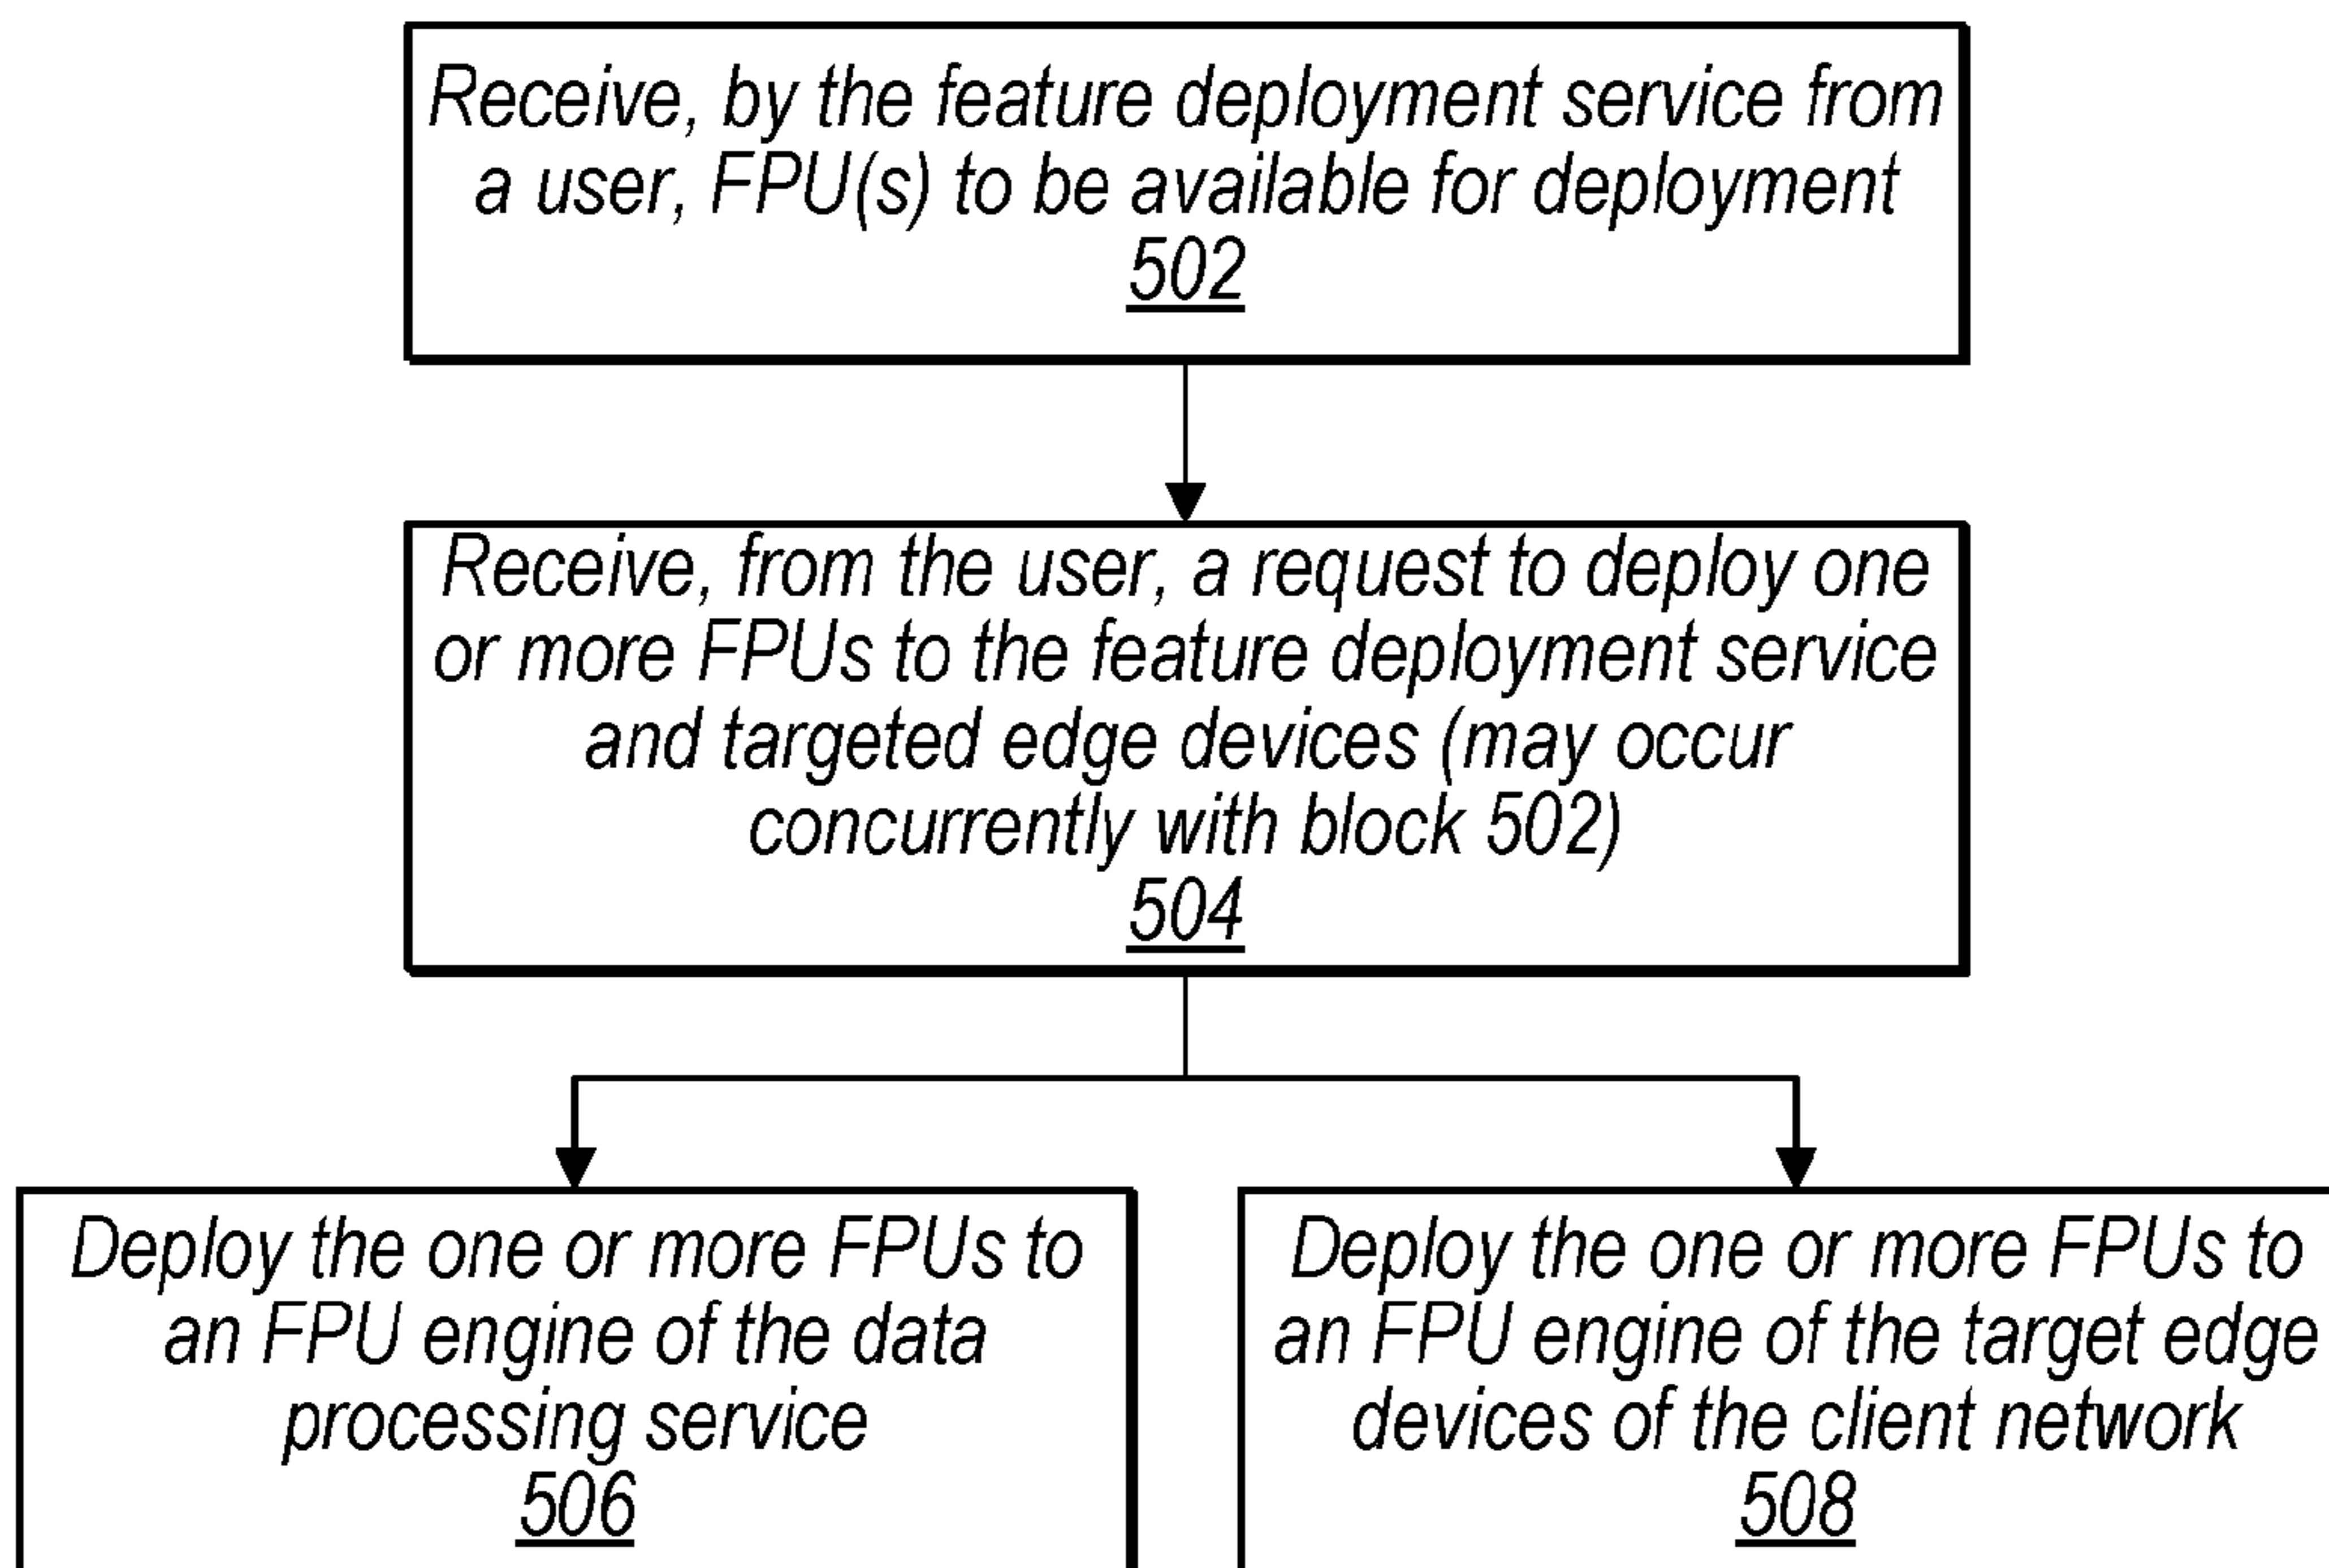 Receive, by the feature deployment service from
a user, FPU(s) to be available for deployment
502
Receive, from the user, a request to deploy one
or more FPUs to the feature deployment service
and targeted edge devices (may occur
concurrently with block 502)
504
Deploy the one or more FPUs to
an FPU engine of the data
processing service
506
Deploy the one or more FPUs to
an FPU engine of the target edge
devices of the client network
508